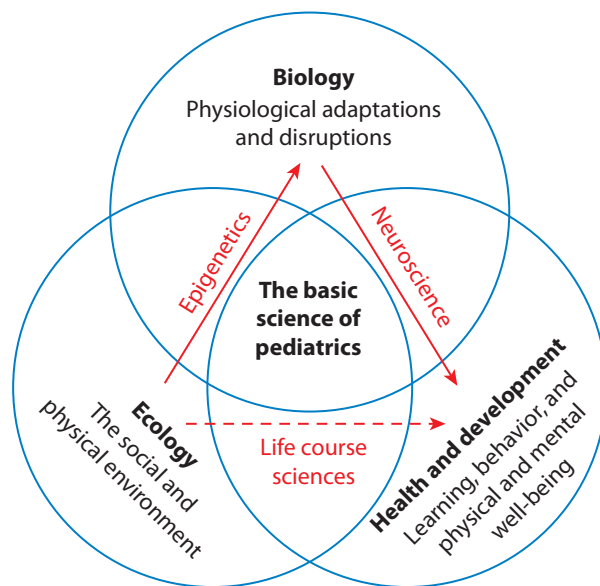 Biology
Physiological adaptations
and disruptions
Epigenetics
Neuroscience
The basic
science of
pediatrics
Ecology
The social and
physical environment
Life course
sciences
Health and development
Learning, behavior, and
physical and mental
well-being